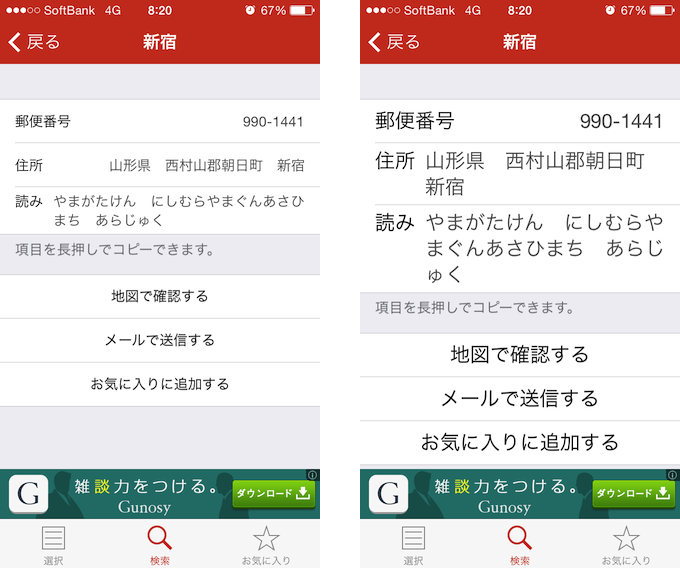 ●●●○○ SoftBank 4G 8:20 67%
戻る 新宿
郵便番号 990-1441
住所 山形県　西村山郡朝日町　新宿
読み やまがたけん　にしむらやまぐんあさひ
まち　あらじゅく
項目を長押しでコピーできます。
地図で確認する
メールで送信する
お気に入りに追加する
G 雑談力をつける。 ダウンロード
Gunosy
選択 検索 お気に入り
●●●○○ SoftBank 4G 8:20 67%
戻る 新宿
郵便番号 990-1441
住所 山形県　西村山郡朝日町
新宿
読み やまがたけん　にしむらや
まぐんあさひまち　あらじ
ゅく
項目を長押しでコピーできます。
地図で確認する
メールで送信する
お気に入りに追加する
G 雑談力をつける。 ダウンロード
Gunosy
選択 検索 お気に入り